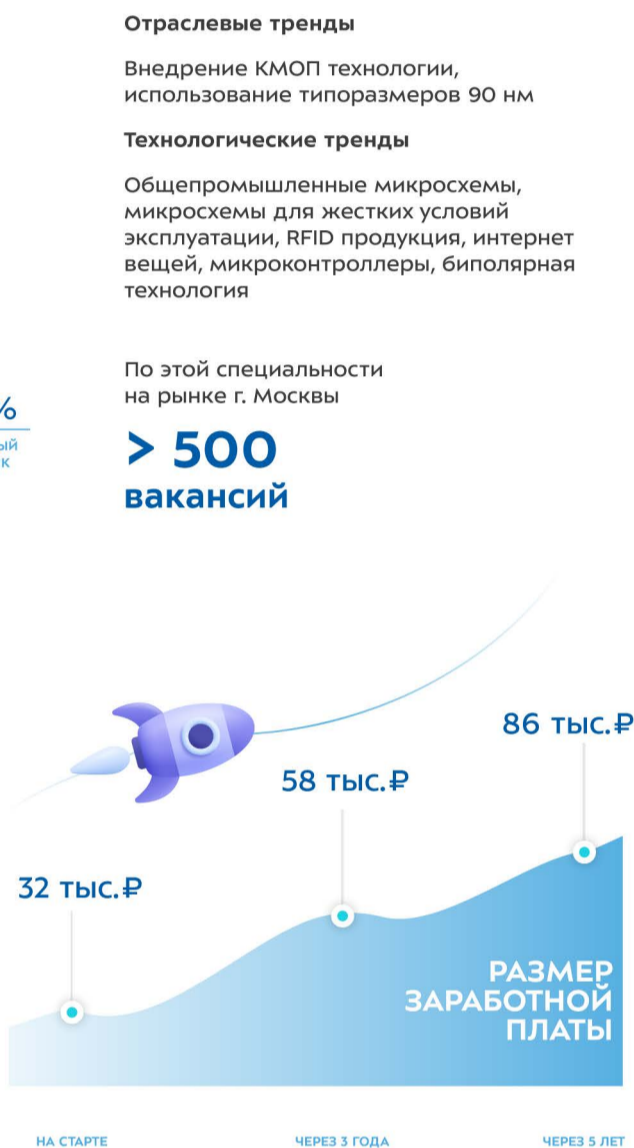 Отраслевые тренды
Внедрение КМОП технологии,
использование типоразмеров 90 нм
Технологические тренды
Общепромышленные микросхемы,
микросхемы для жестких условий
эксплуатации, RFID продукция, интернет
вещей, микроконтроллеры, биполярная
технология
По этой специальности
на рынке г. Москвы
> 500
вакансий
%
86 тыс.₽
58 тыс.₽
32 тыс.₽
РАЗМЕР
ЗАРАБОТНОЙ
ПЛАТЫ
НА СТАРТЕ
ЧЕРЕЗ 3 ГОДА
ЧЕРЕЗ 5 ЛЕТ